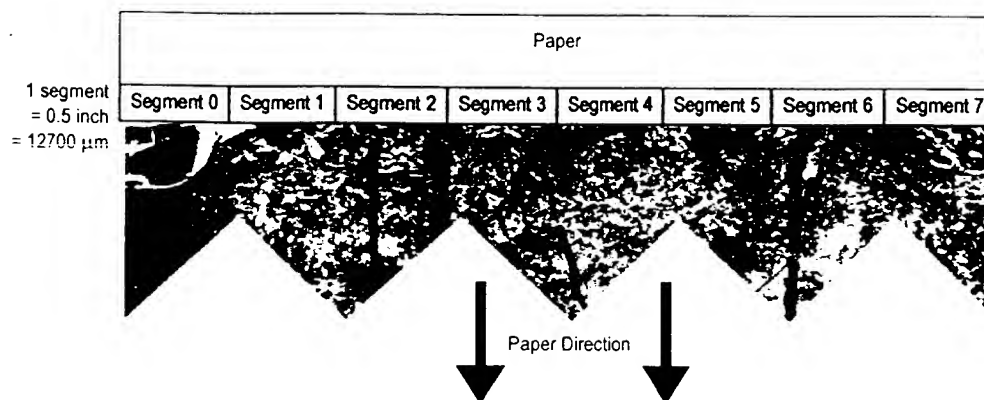 Paper
1 segment
= 0.5 inch
= 12700 µm
Segment 0 Segment 1 Segment 2 Segment 3 Segment 4 Segment 5 Segment 6 Segment 7
Paper Direction